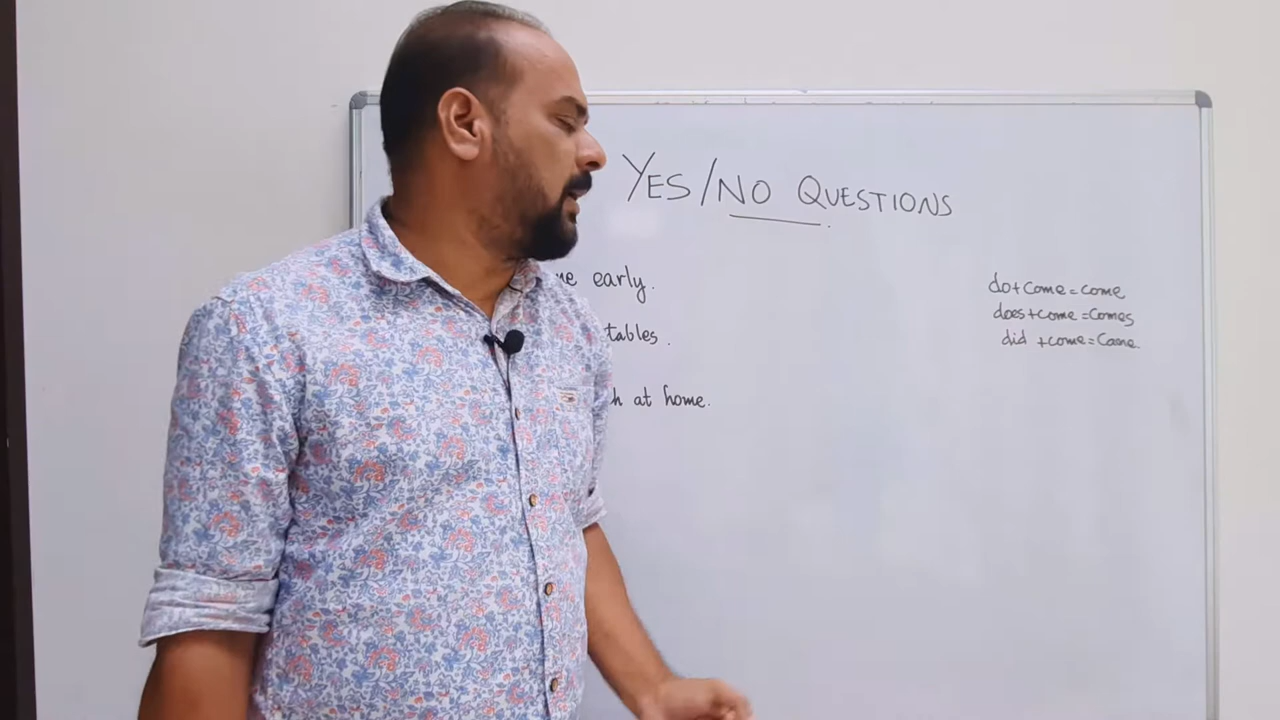 YES/NO QUESTIONS
early.
tables.
at home.
do+come=come
does+come=comes
did +come=Came.